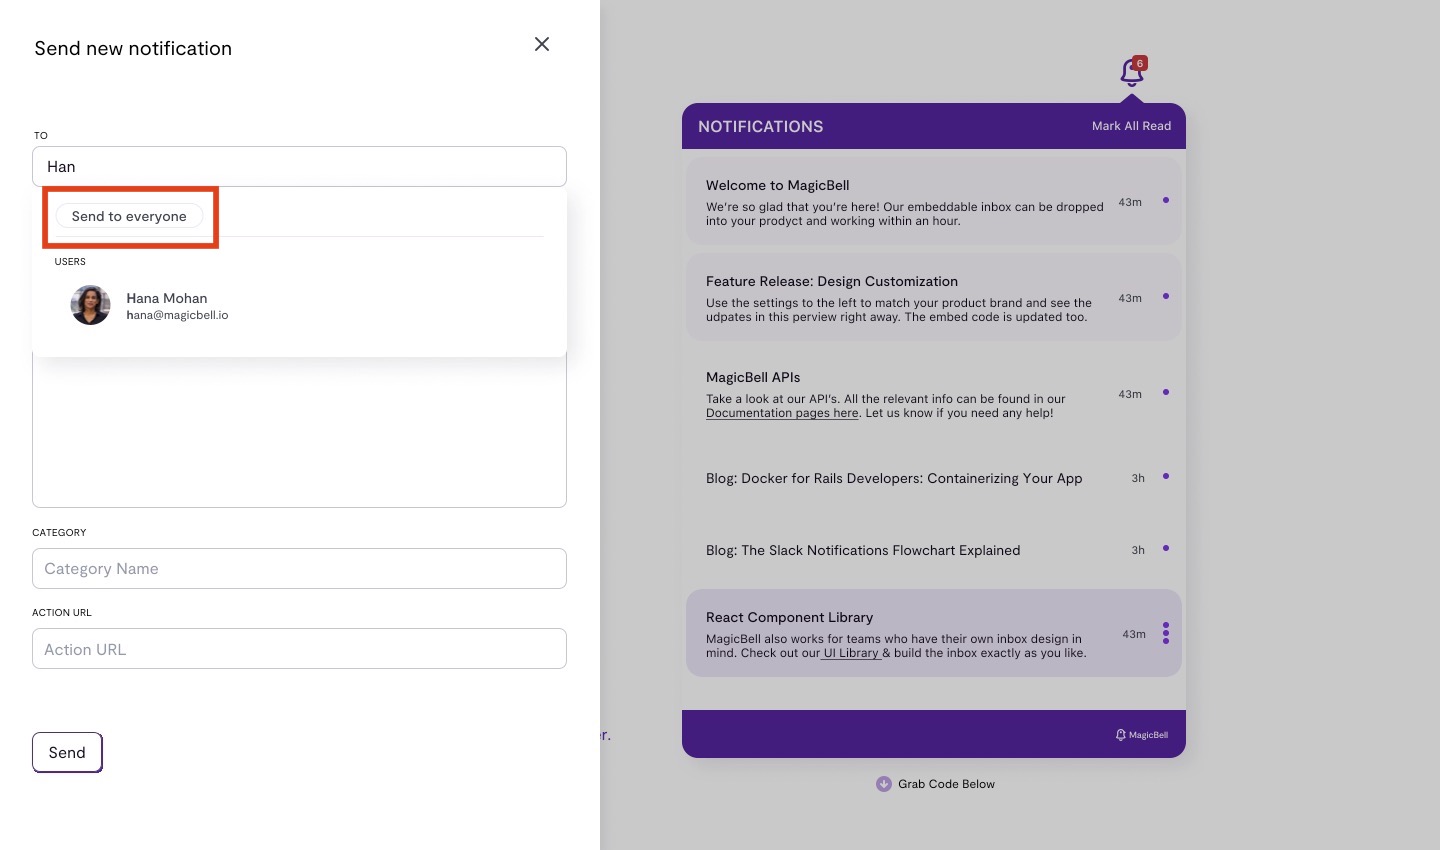 Send new notification
TO
Han
Send to everyone
USERS
Hana Mohan
hana@magicbell.io
CATEGORY
Category Name
ACTION URL
Action URL
Send
er.
6
NOTIFICATIONS
Mark All Read
Welcome to MagicBell
We're so glad that you're here! Our embeddable inbox can be dropped
into your prodyct and working within an hour.
43m
Feature Release: Design Customization
Use the settings to the left to match your product brand and see the
udpates in this perview right away. The embed code is updated too.
43m
MagicBell APIs
Take a look at our API's. All the relevant info can be found in our
Documentation pages here. Let us know if you need any help!
43m
Blog: Docker for Rails Developers: Containerizing Your App
3h
Blog: The Slack Notifications Flowchart Explained
3h
React Component Library
MagicBell also works for teams who have their own inbox design in
mind. Check out our UI Library & build the inbox exactly as you like.
43m
MagicBell
Grab Code Below